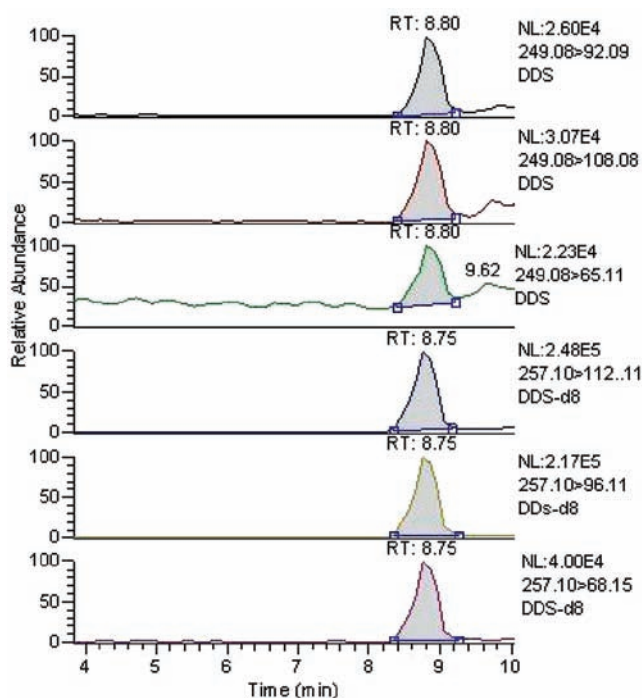 RT: 8.80
100
50
0
NL:2.60E4
249.08>92.09
DDS
RT: 8.80
100
50
0
NL:3.07E4
249.08>108.08
DDS
RT: 8.80
100
50
0
9.62
NL:2.23E4
249.08>65.11
DDS
RT: 8.75
100
50
0
NL:2.48E5
257.10>112..11
DDS-d8
RT: 8.75
100
50
0
NL:2.17E5
257.10>96.11
DDs-d8
RT: 8.75
100
50
0
NL:4.00E4
257.10>68.15
DDS-d8
Relative Abundance
4 5 6 7 8 9 10
Time (min)